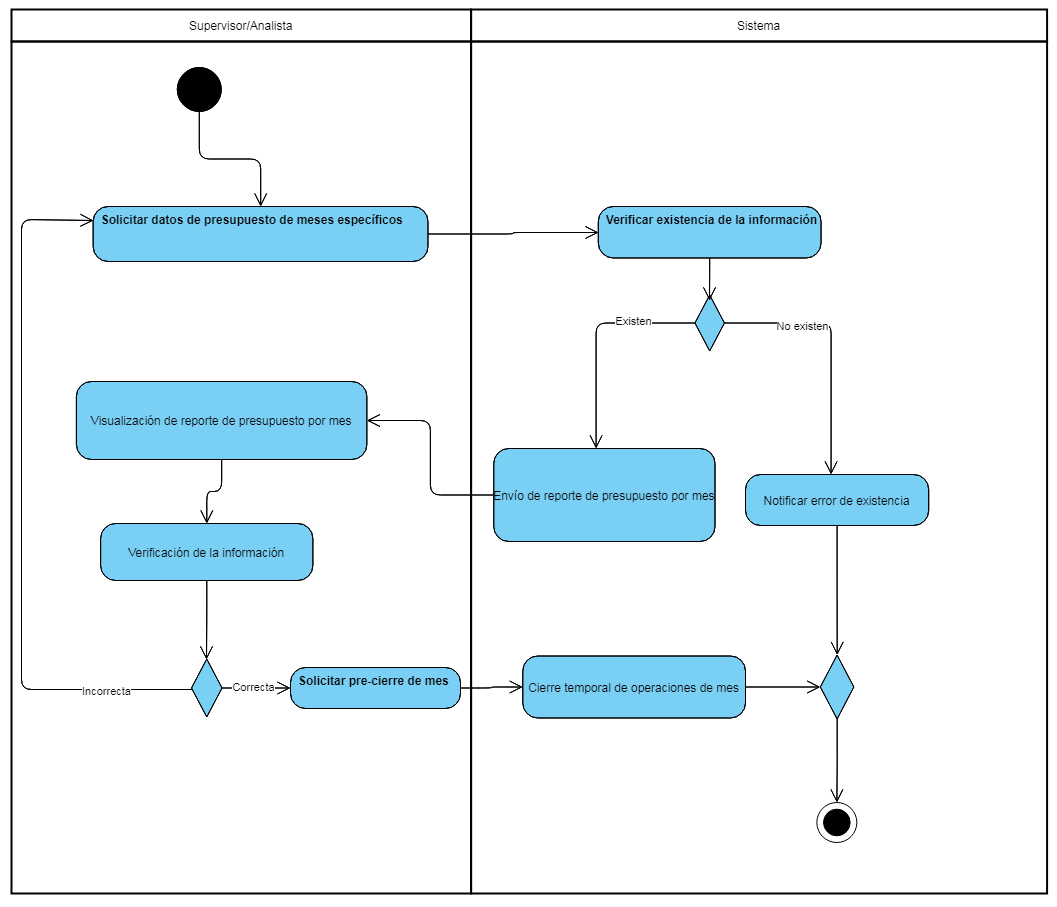 Supervisor/Analista
Sistema
Solicitar datos de presupuesto de meses específicos
Verificar existencia de la información
Existen
No existen
Visualización de reporte de presupuesto por mes
Envío de reporte de presupuesto por mes
Notificar error de existencia
Verificación de la información
Incorrecta
Correcta
Solicitar pre-cierre de mes
Cierre temporal de operaciones de mes